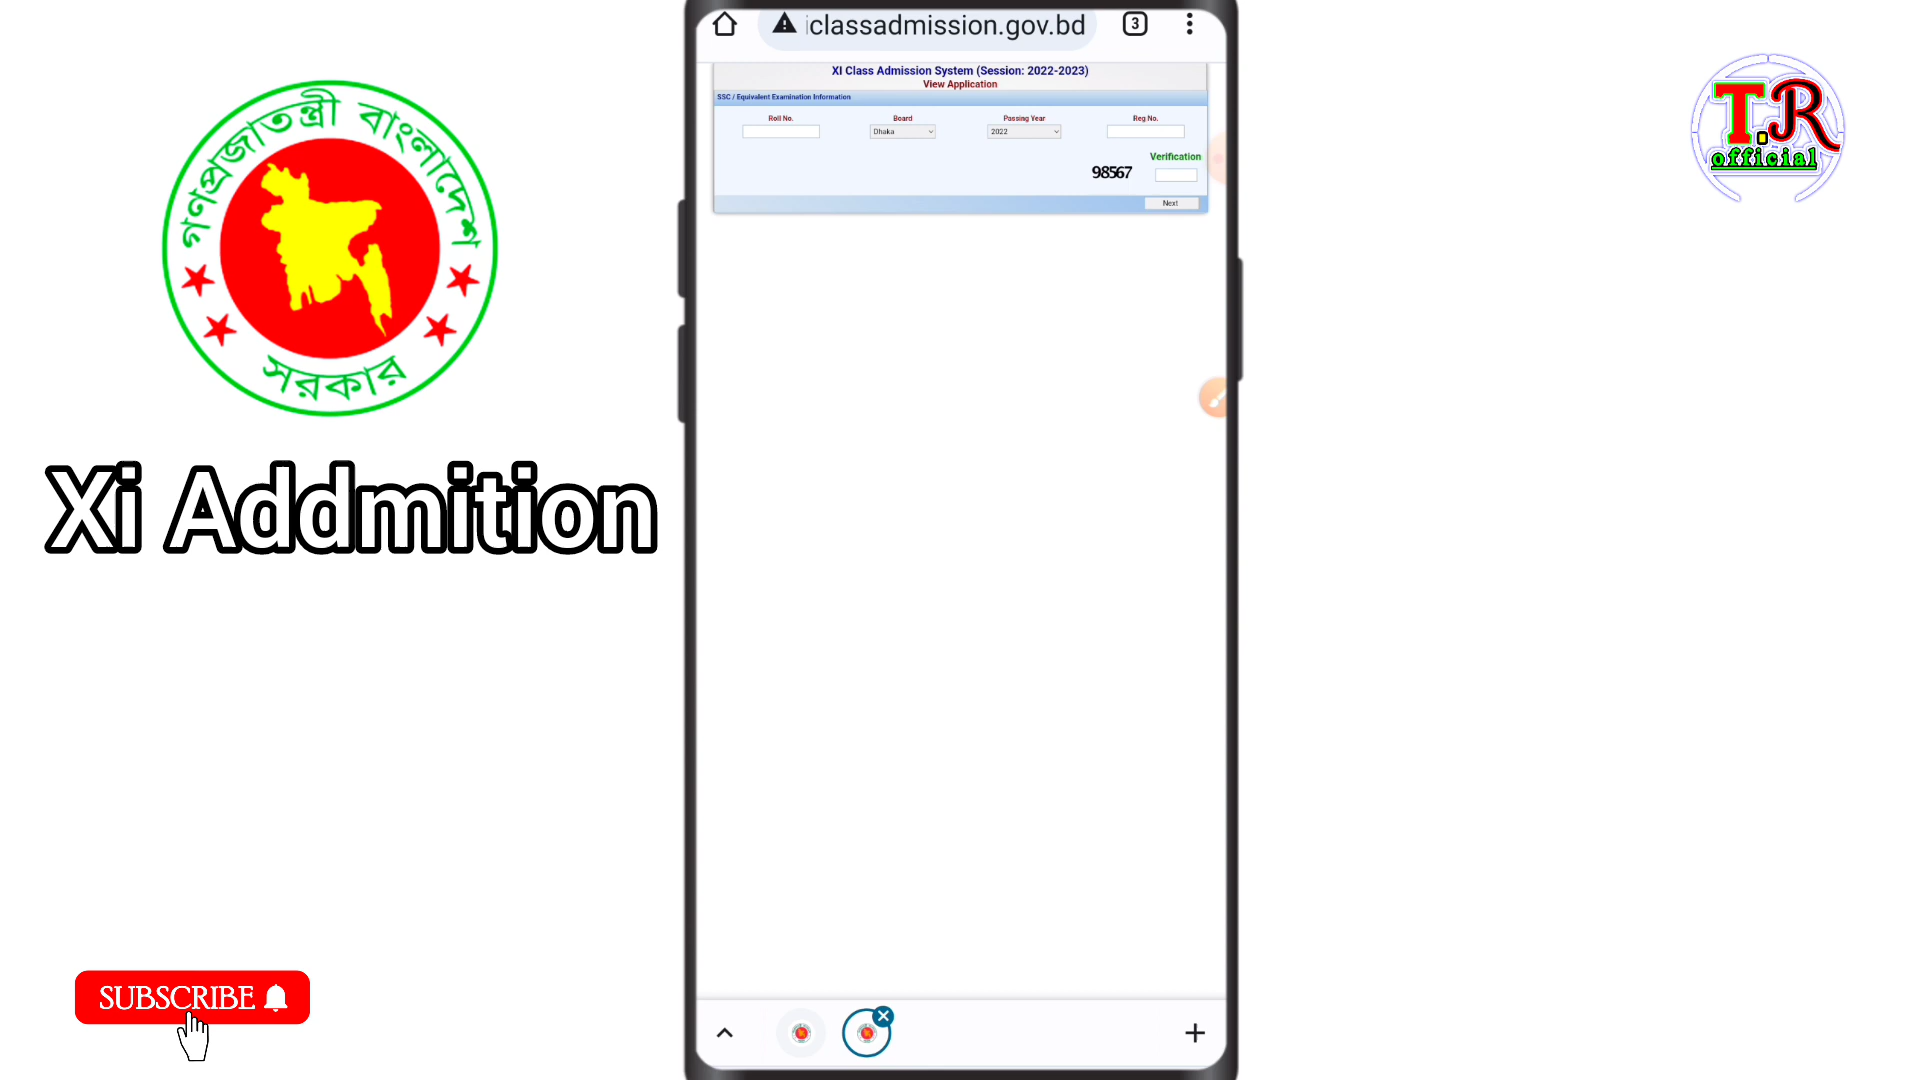 গণপ্রজাতন্ত্রী বাংলাদেশ
সরকার
Xi Addmition
SUBSCRIBE
iclassadmission.gov.bd
3
XI Class Admission System (Session: 2022-2023)
View Application
SSC / Equivalent Examination Information
Roll No. Board Passing Year Reg No.
Dhaka 2022
Verification
98567
Next
T.R
official